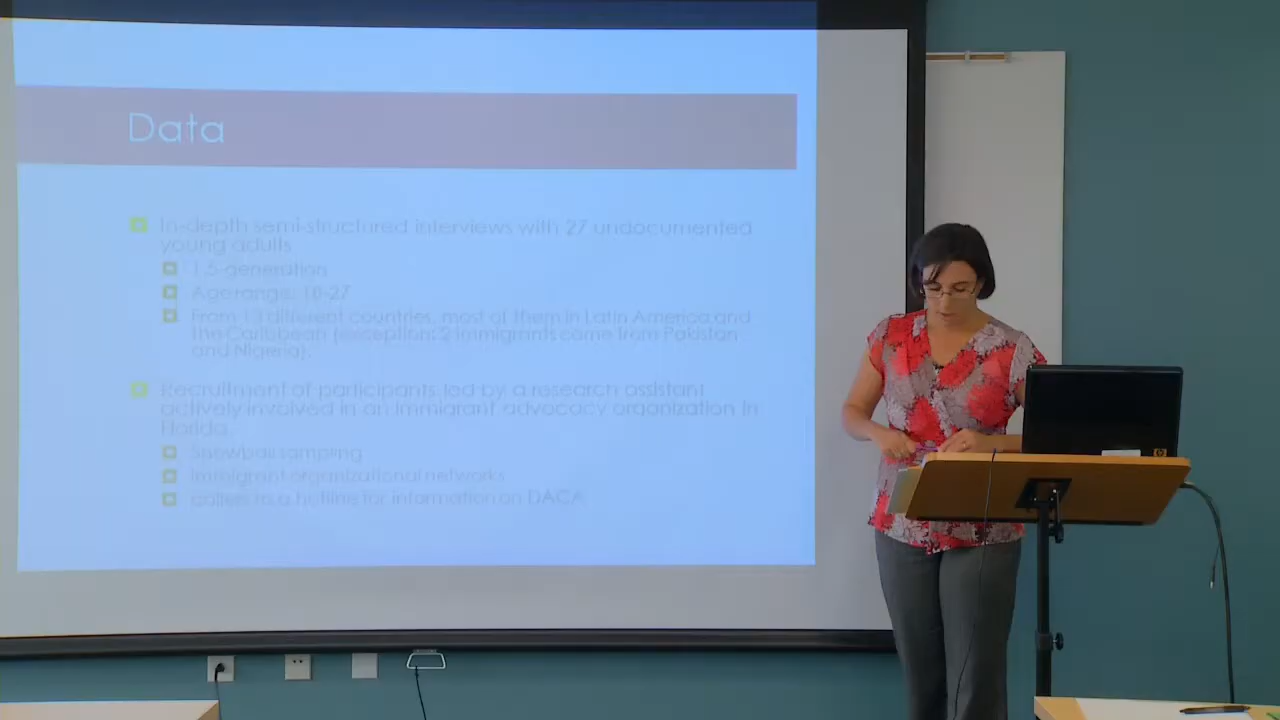 Data
In-depth semi-structured interviews with 27 undocumented
young adults
1.5-generation
Age range: 18-27
From 13 different countries, most of them in Latin America and
the Caribbean (exception: 2 immigrants came from Pakistan
and Nigeria).
Recruitment of participants led by a research assistant
actively involved in an immigrant advocacy organization in
Florida.
Snowball sampling
Immigrant organizational networks
callers to a hotline for information on DACA
hp